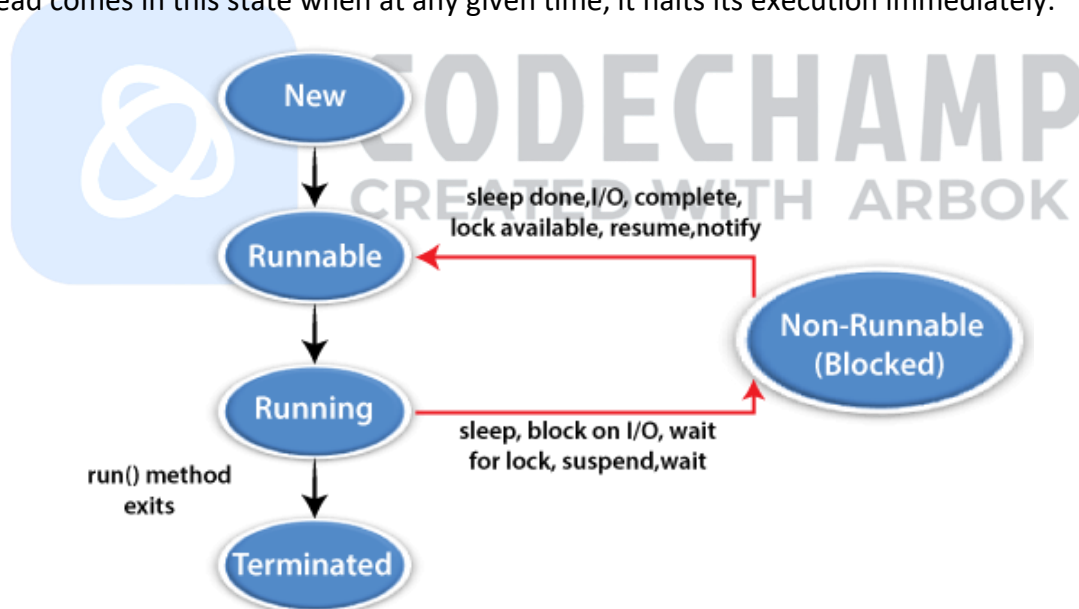 ead comes in this state when at any given time, it halts its execution immediately.
CODECHAMP
CREATED WITH ARBOK
New
sleep done,I/O, complete,
lock available, resume,notify
Runnable
Non-Runnable
(Blocked)
Running
sleep, block on I/O, wait
for lock, suspend,wait
run() method
exits
Terminated